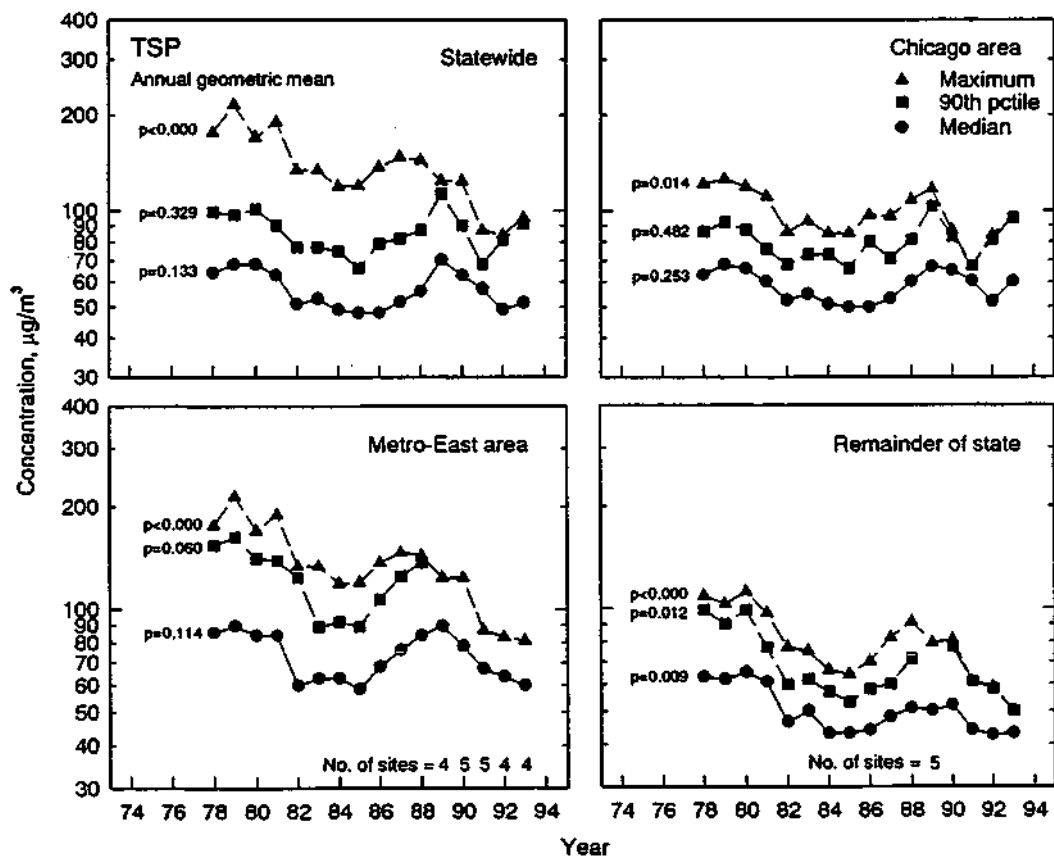 TSP
Annual geometric mean
Statewide
p<0.000
p=0.329
p=0.133
400
300
200
100
90
80
70
60
50
40
30
Chicago area
Maximum
90th pctile
Median
p=0.014
p=0.482
p=0.253
Concentration, µg/m³
Metro-East area
p<0.000
p=0.060
p=0.114
No. of sites = 4 5 5 4 4
400
300
200
100
90
80
70
60
50
40
30
Remainder of state
p<0.000
p=0.012
p=0.009
No. of sites = 5
74 76 78 80 82 84 86 88 90 92 94
74 76 78 80 82 84 86 88 90 92 94
Year